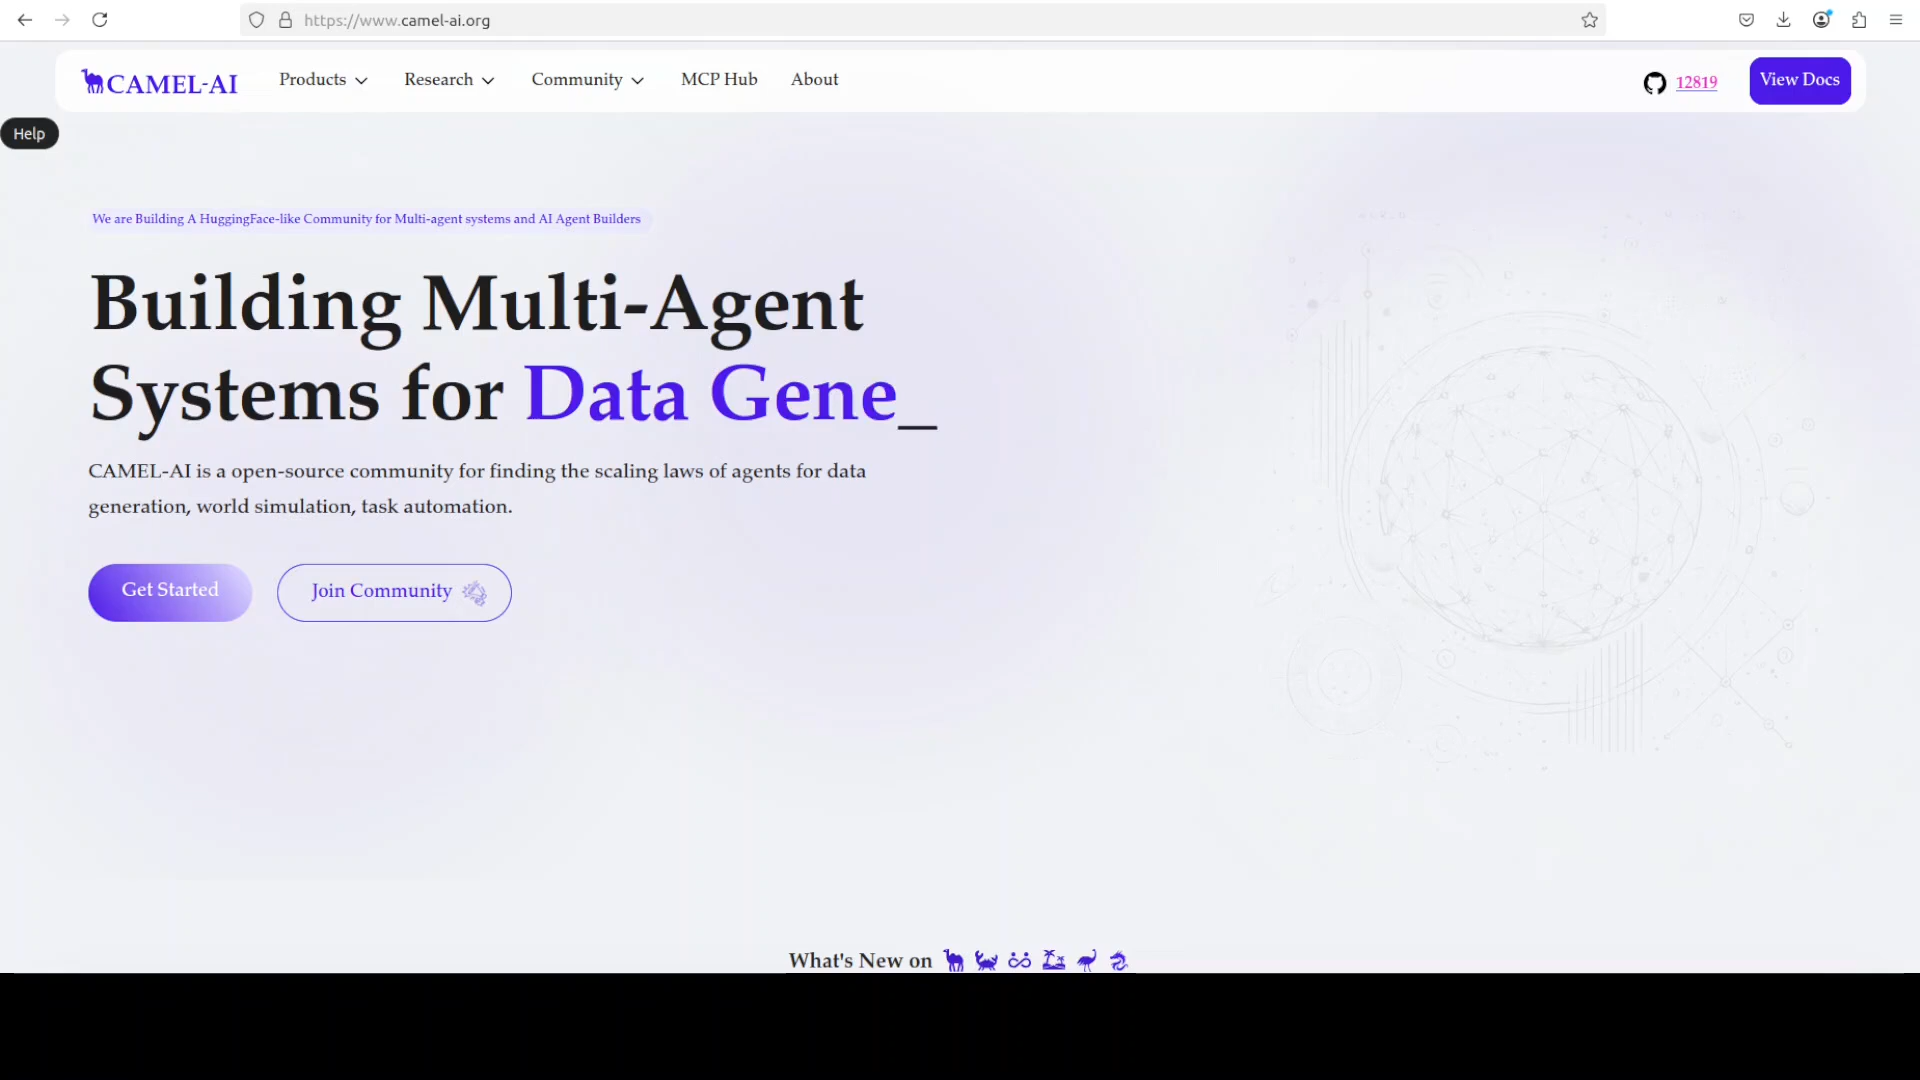 https://www.camel-ai.org
CAMEL-AI
Products
Research
Community
MCP Hub
About
12819
View Docs
Help
We are Building A HuggingFace-like Community for Multi-agent systems and AI Agent Builders
Building Multi-Agent
Systems for Data Gene_
CAMEL-AI is a open-source community for finding the scaling laws of agents for data
generation, world simulation, task automation.
Get Started
Join Community
What's New on